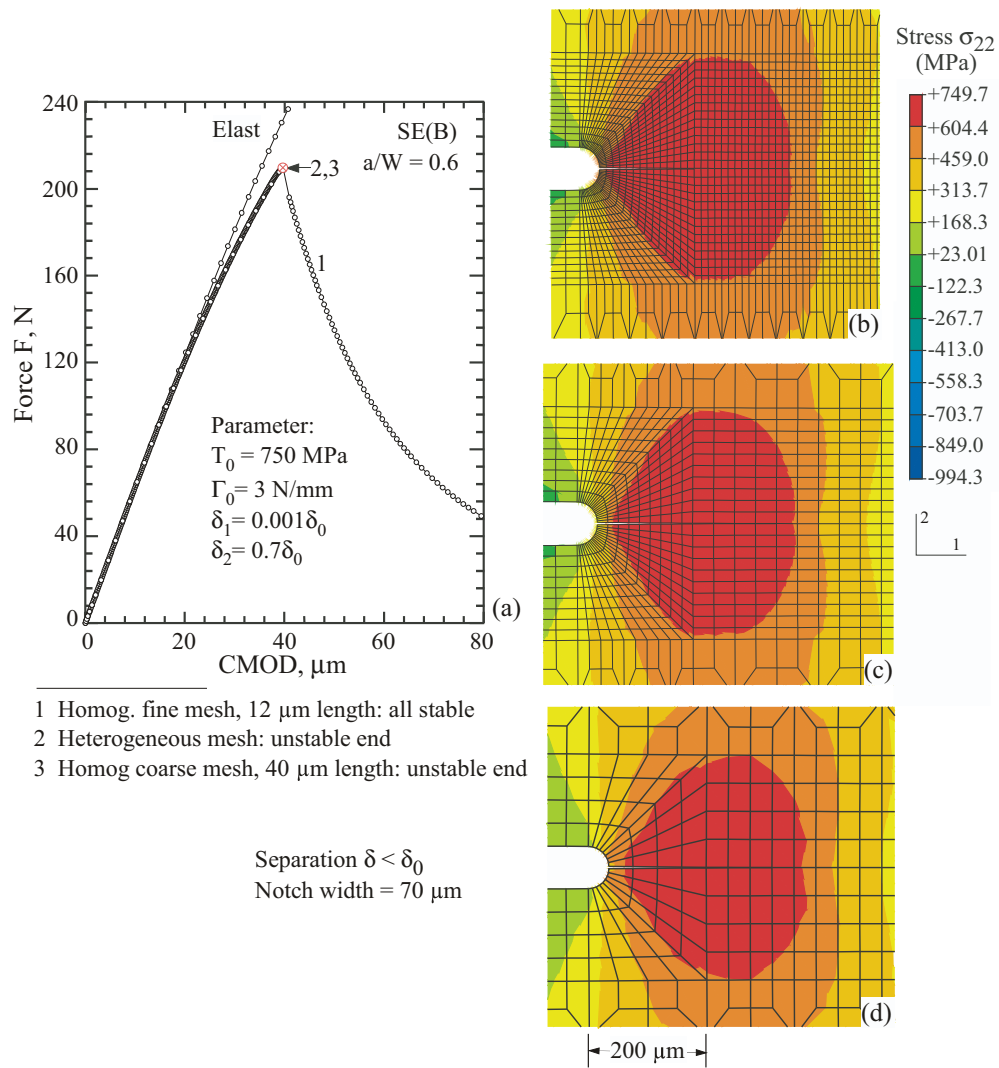 240
200
160
120
80
40
0
Force F, N
0
20
40
60
80
CMOD, μm
Elast
SE(B)
a/W = 0.6
2,3
1
Parameter:
T0 = 750 MPa
Γ0= 3 N/mm
δ1= 0.001δ0
δ2= 0.7δ0
(a)
1 Homog. fine mesh, 12 μm length: all stable
2 Heterogeneous mesh: unstable end
3 Homog coarse mesh, 40 μm length: unstable end
Separation δ < δ0
Notch width = 70 μm
(b)
(c)
(d)
200 μm
Stress σ22
(MPa)
+749.7
+604.4
+459.0
+313.7
+168.3
+23.01
-122.3
-267.7
-413.0
-558.3
-703.7
-849.0
-994.3
2
1